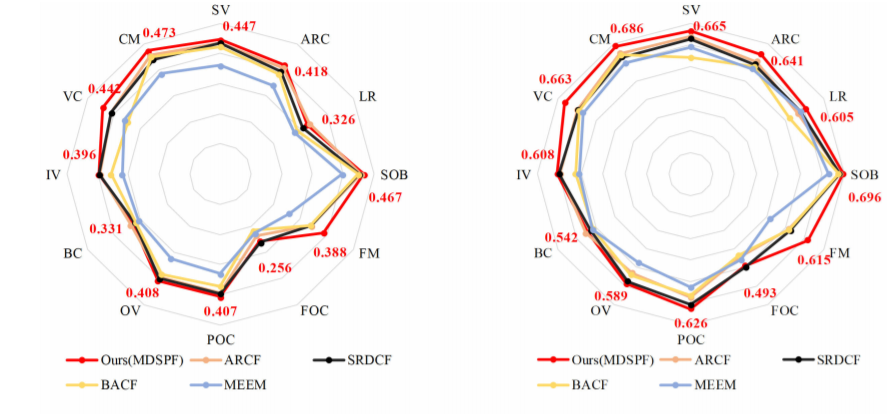 SV
0.447
ARC
0.418
LR
0.326
SOB
0.467
FM
0.388
FOC
0.256
POC
0.407
OV
0.408
BC
0.331
IV
0.396
VC
0.442
CM
0.473
Ours(MDSPF) ARCF SRDCF
BACF MEEM
SV
0.665
ARC
0.641
LR
0.605
SOB
0.696
FM
0.615
FOC
0.493
POC
0.626
OV
0.589
BC
0.542
IV
0.608
VC
0.663
CM
0.686
Ours(MDSPF) ARCF SRDCF
BACF MEEM